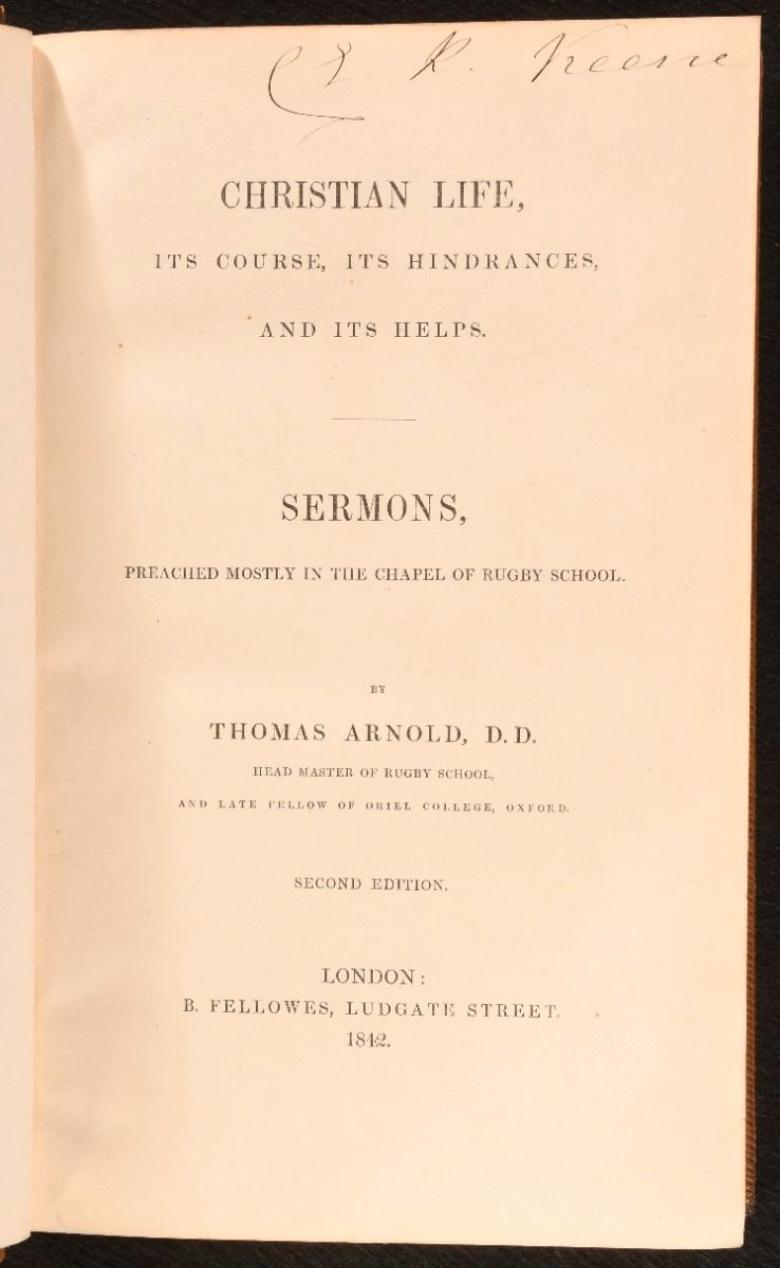 R. Keene
CHRISTIAN LIFE,
ITS COURSE, ITS HINDRANCES,
AND ITS HELPS.
SERMONS,
PREACHED MOSTLY IN THE CHAPEL OF RUGBY SCHOOL.
BY
THOMAS ARNOLD, D.D.
HEAD MASTER OF RUGBY SCHOOL,
AND LATE FELLOW OF ORIEL COLLEGE, OXFORD.
SECOND EDITION.
LONDON:
B. FELLOWES, LUDGATE STREET.
1842.